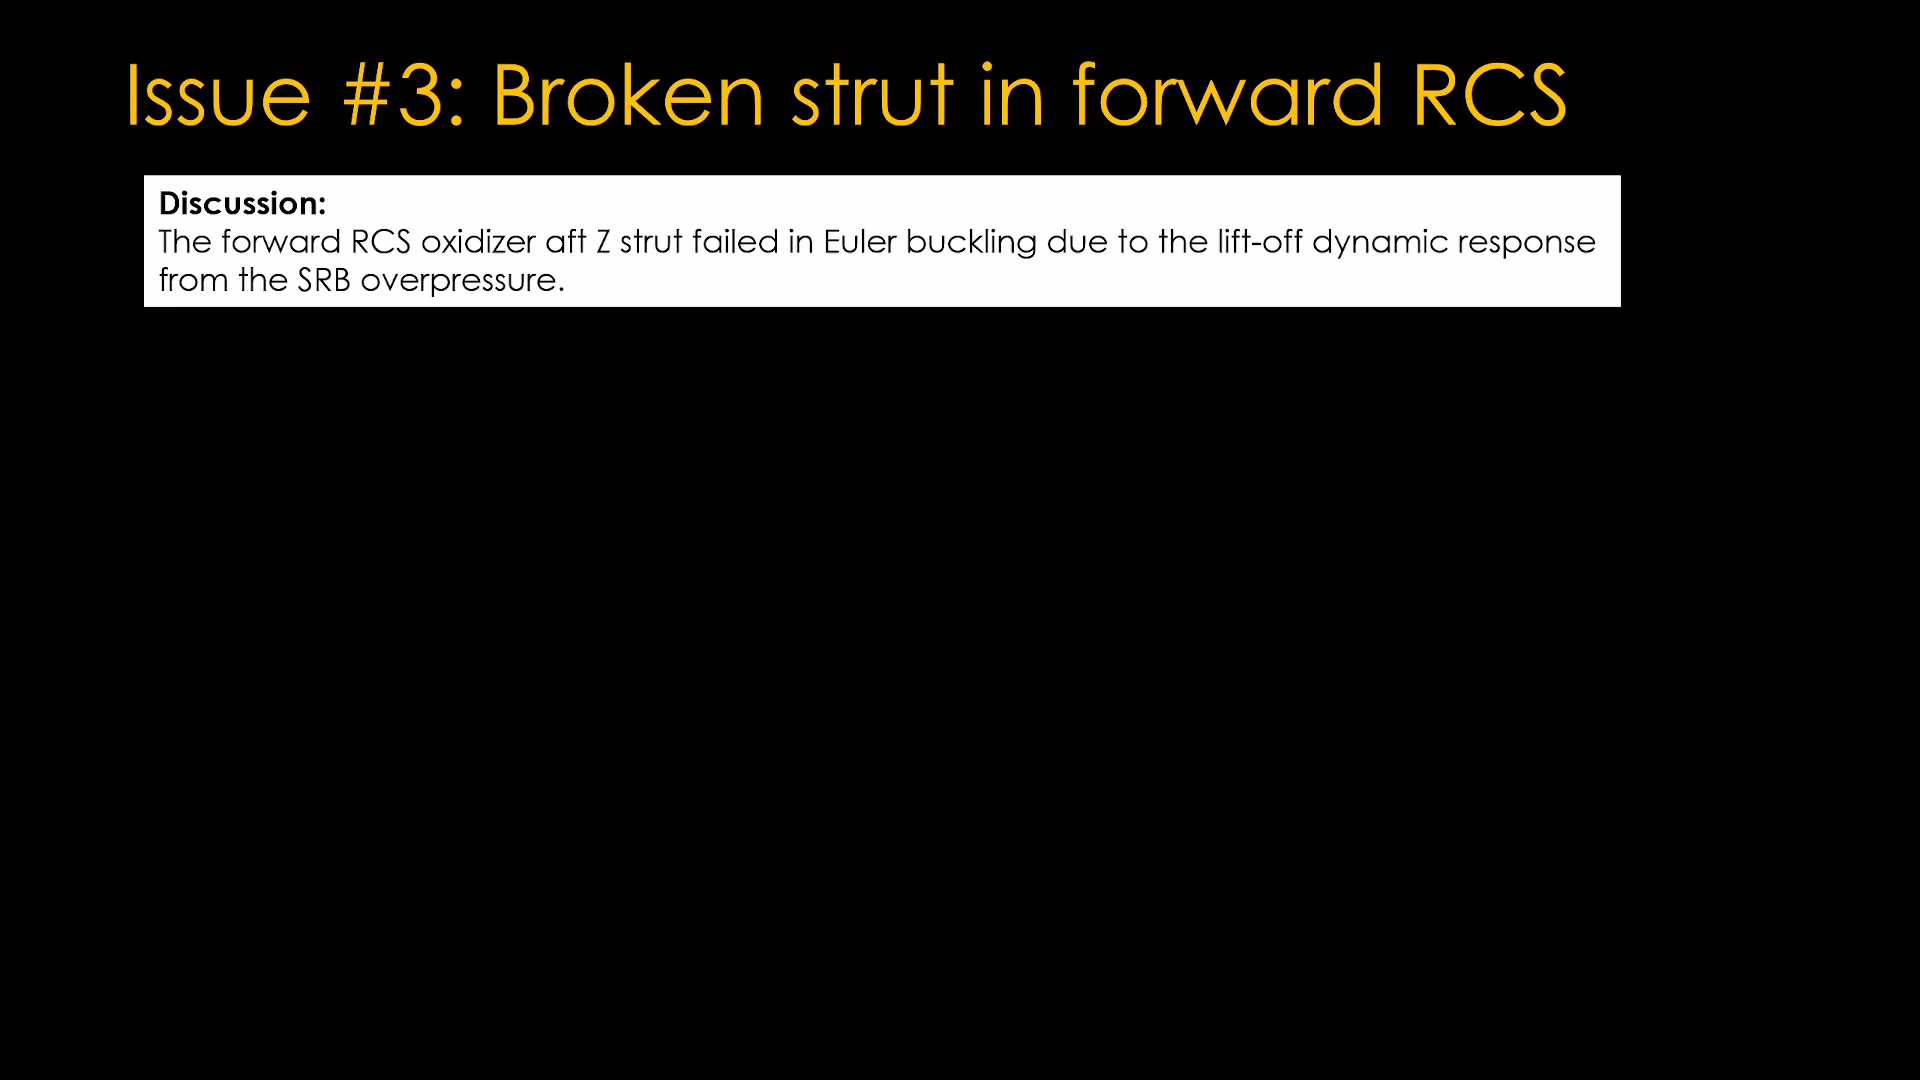 Issue #3: Broken strut in forward RCS
Discussion:
The forward RCS oxidizer aft Z strut failed in Euler buckling due to the lift-off dynamic response
from the SRB overpressure.